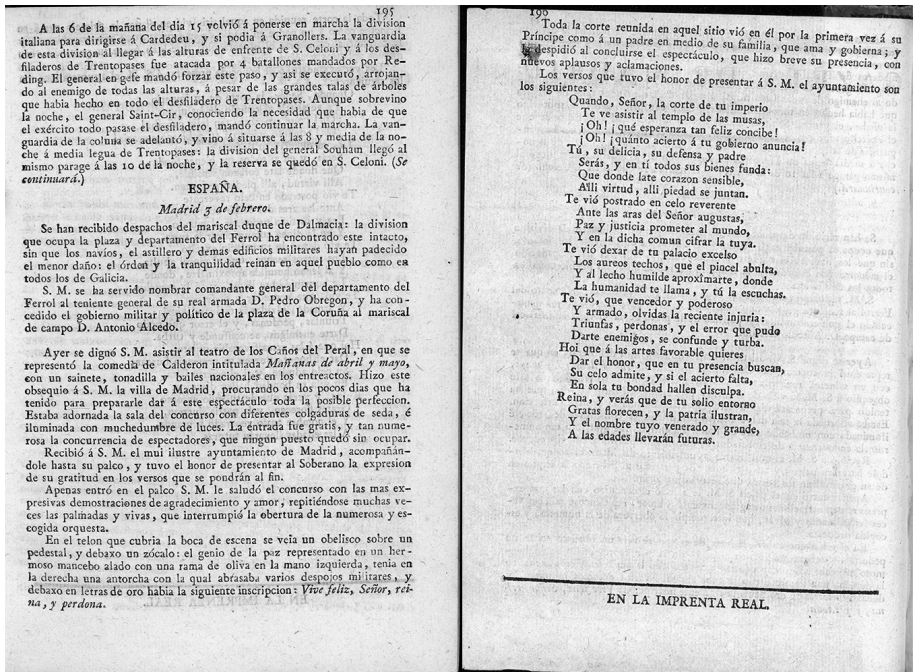 195
A las 6 de la mañana del dia 15 volvió á ponerse en marcha la division
italiana para dirigirse á Cardedeu, y si podia á Granollers. La vanguardia
de esta division al llegar á las alturas de enfrente de S. Celoni y á los des-
filaderos de Trentopases fue atacada por 4 batallones mandados por Re-
ding. El general en gefe mandó forzar este paso, y asi se executó, arrojan-
do al enemigo de todas las alturas, á pesar de las grandes talas de árboles
que habia hecho en todo el desfiladero de Trentopases. Aunque sobrevino
la noche, el general Saint-Cir, conociendo la necesidad que habia de que
el exército todo pasase el desfiladero, mandó continuar la marcha. La van-
guardia de la coluna se adelantó, y vino á situarse á las 8 y media de la no-
che á media legua de Trentopases: la division del general Souham llegó al
mismo parage á las 10 de la noche, y la reserva se quedó en S. Celoni. (Se
continuará.)
ESPAÑA.
Madrid 3 de febrero.
Se han recibido despachos del mariscal duque de Dalmacia: la division
que ocupa la plaza y departamento del Ferrol ha encontrado este intacto,
sin que los navíos, el astillero y demas edificios militares hayan padecido
el menor daño: el órden y la tranquilidad reinan en aquel pueblo como en
todos los de Galicia.
S. M. se ha servido nombrar comandante general del departamento del
Ferrol al teniente general de su real armada D. Pedro Obregon, y ha con-
cedido el gobierno militar y político de la plaza de la Coruña al mariscal
de campo D. Antonio Alcedo.
Ayer se dignó S. M. asistir al teatro de los Caños del Peral, en que se
representó la comedia de Calderon intitulada Mañanas de abril y mayo,
con un sainete, tonadilla y bailes nacionales en los entreactos. Hizo este
obsequio á S. M. la villa de Madrid, procurando en los pocos dias que ha
tenido para prepararle dar á este espectáculo toda la posible perfeccion.
Estaba adornada la sala del concurso con diferentes colgaduras de seda, é
iluminada con muchedumbre de luces. La entrada fue gratis, y tan nume-
rosa la concurrencia de espectadores, que ningun puesto quedó sin ocupar.
Recibió á S. M. el mui ilustre ayuntamiento de Madrid, acompañán-
dole hasta su palco, y tuvo el honor de presentar al Soberano la expresion
de su gratitud en los versos que se pondrán al fin.
Apenas entró en el palco S. M. le saludó el concurso con las mas ex-
presivas demostraciones de agradecimiento y amor, repitiéndose muchas ve-
ces las palmadas y vivas, que interrumpió la obertura de la numerosa y es-
cogida orquesta.
En el telon que cubria la boca de escena se veia un obelisco sobre un
pedestal, y debaxo un zócalo: el genio de la paz representado en un her-
moso mancebo alado con una rama de oliva en la mano izquierda, tenia en
la derecha una antorcha con la qual abrasaba varios despojos militares, y
debaxo en letras de oro habia la siguiente inscripcion: Vive feliz, Señor, rei-
na, y perdona.
196
Toda la corte reunida en aquel sitio vió en él por la primera vez á su
Príncipe como á un padre en medio de su familia, que ama y gobierna; y
le despidió al concluirse el espectáculo, que hizo breve su presencia, con
nuevos aplausos y aclamaciones.
Los versos que tuvo el honor de presentar á S. M. el ayuntamiento son
los siguientes:
Quando, Señor, la corte de tu imperio
Te ve asistir al templo de las musas,
¡Oh! ¡qué esperanza tan feliz concibe!
¡Oh! ¡quánto acierto á tu gobierno anuncia!
Tú, su delicia, su defensa y padre
Serás, y en tí todos sus bienes funda:
Que donde late corazon sensible,
Alli virtud, alli piedad se juntan.
Te vió postrado en celo reverente
Ante las aras del Señor augustas,
Paz y justicia prometer al mundo,
Y en la dicha comun cifrar la tuya.
Te vió dexar de tu palacio excelso
Los aureos techos, que el pincel abulta,
Y al lecho humilde aproxîmarte, donde
La humanidad te llama, y tú la escuchas.
Te vió, que vencedor y poderoso
Y armado, olvidas la reciente injuria:
Triunfas, perdonas, y el error que pudo
Darte enemigos, se confunde y turba.
Hoi que á las artes favorable quieres
Dar el honor, que en tu presencia buscan,
Su celo admite, y si el acierto falta,
En sola tu bondad hallen disculpa.
Reina, y verás que de tu solio entorno
Gratas florecen, y la patria ilustran,
Y el nombre tuyo venerado y grande,
A las edades llevarán futuras.
EN LA IMPRENTA REAL.